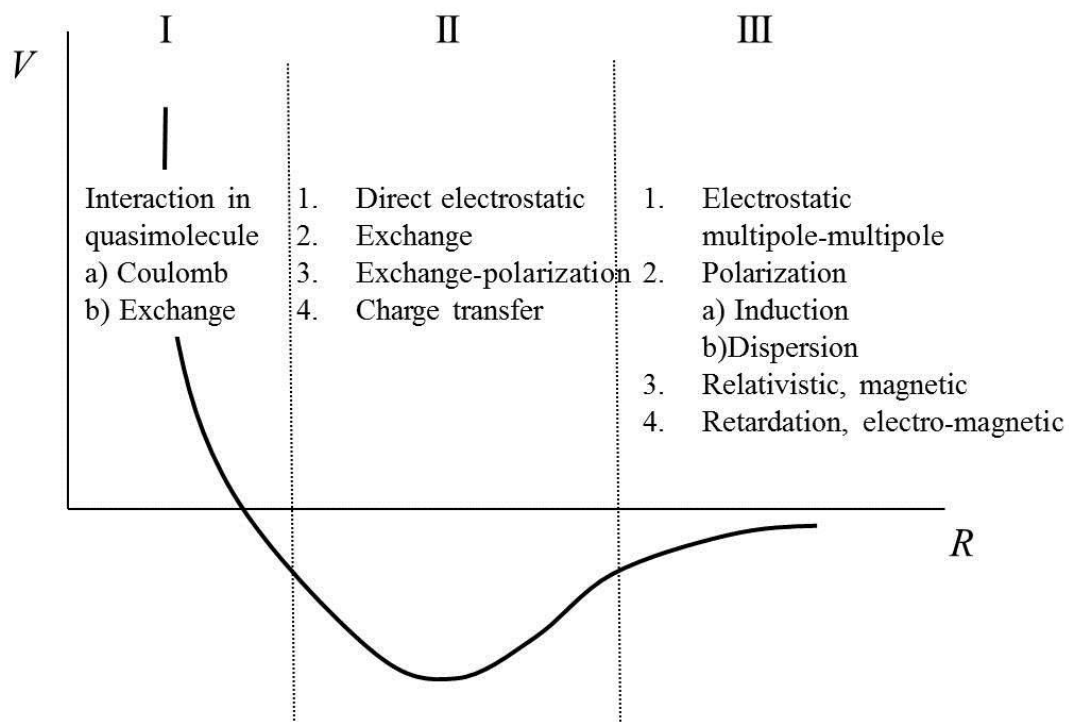 I
II
III
V
Interaction in
quasimolecule
a) Coulomb
b) Exchange
1. Direct electrostatic
2. Exchange
3. Exchange-polarization
4. Charge transfer
1. Electrostatic
multipole-multipole
2. Polarization
a) Induction
b)Dispersion
3. Relativistic, magnetic
4. Retardation, electro-magnetic
R